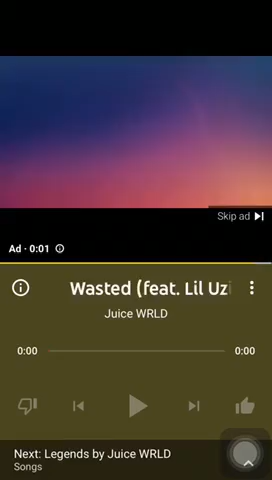 Skip ad
Ad · 0:01
Wasted (feat. Lil Uzi
Juice WRLD
0:00
0:00
Next: Legends by Juice WRLD
Songs